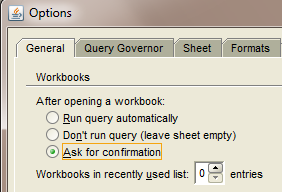 Options
General Query Governor Sheet Formats
Workbooks
After opening a workbook:
Run query automatically
Don't run query (leave sheet empty)
Ask for confirmation
Workbooks in recently used list: 0 entries